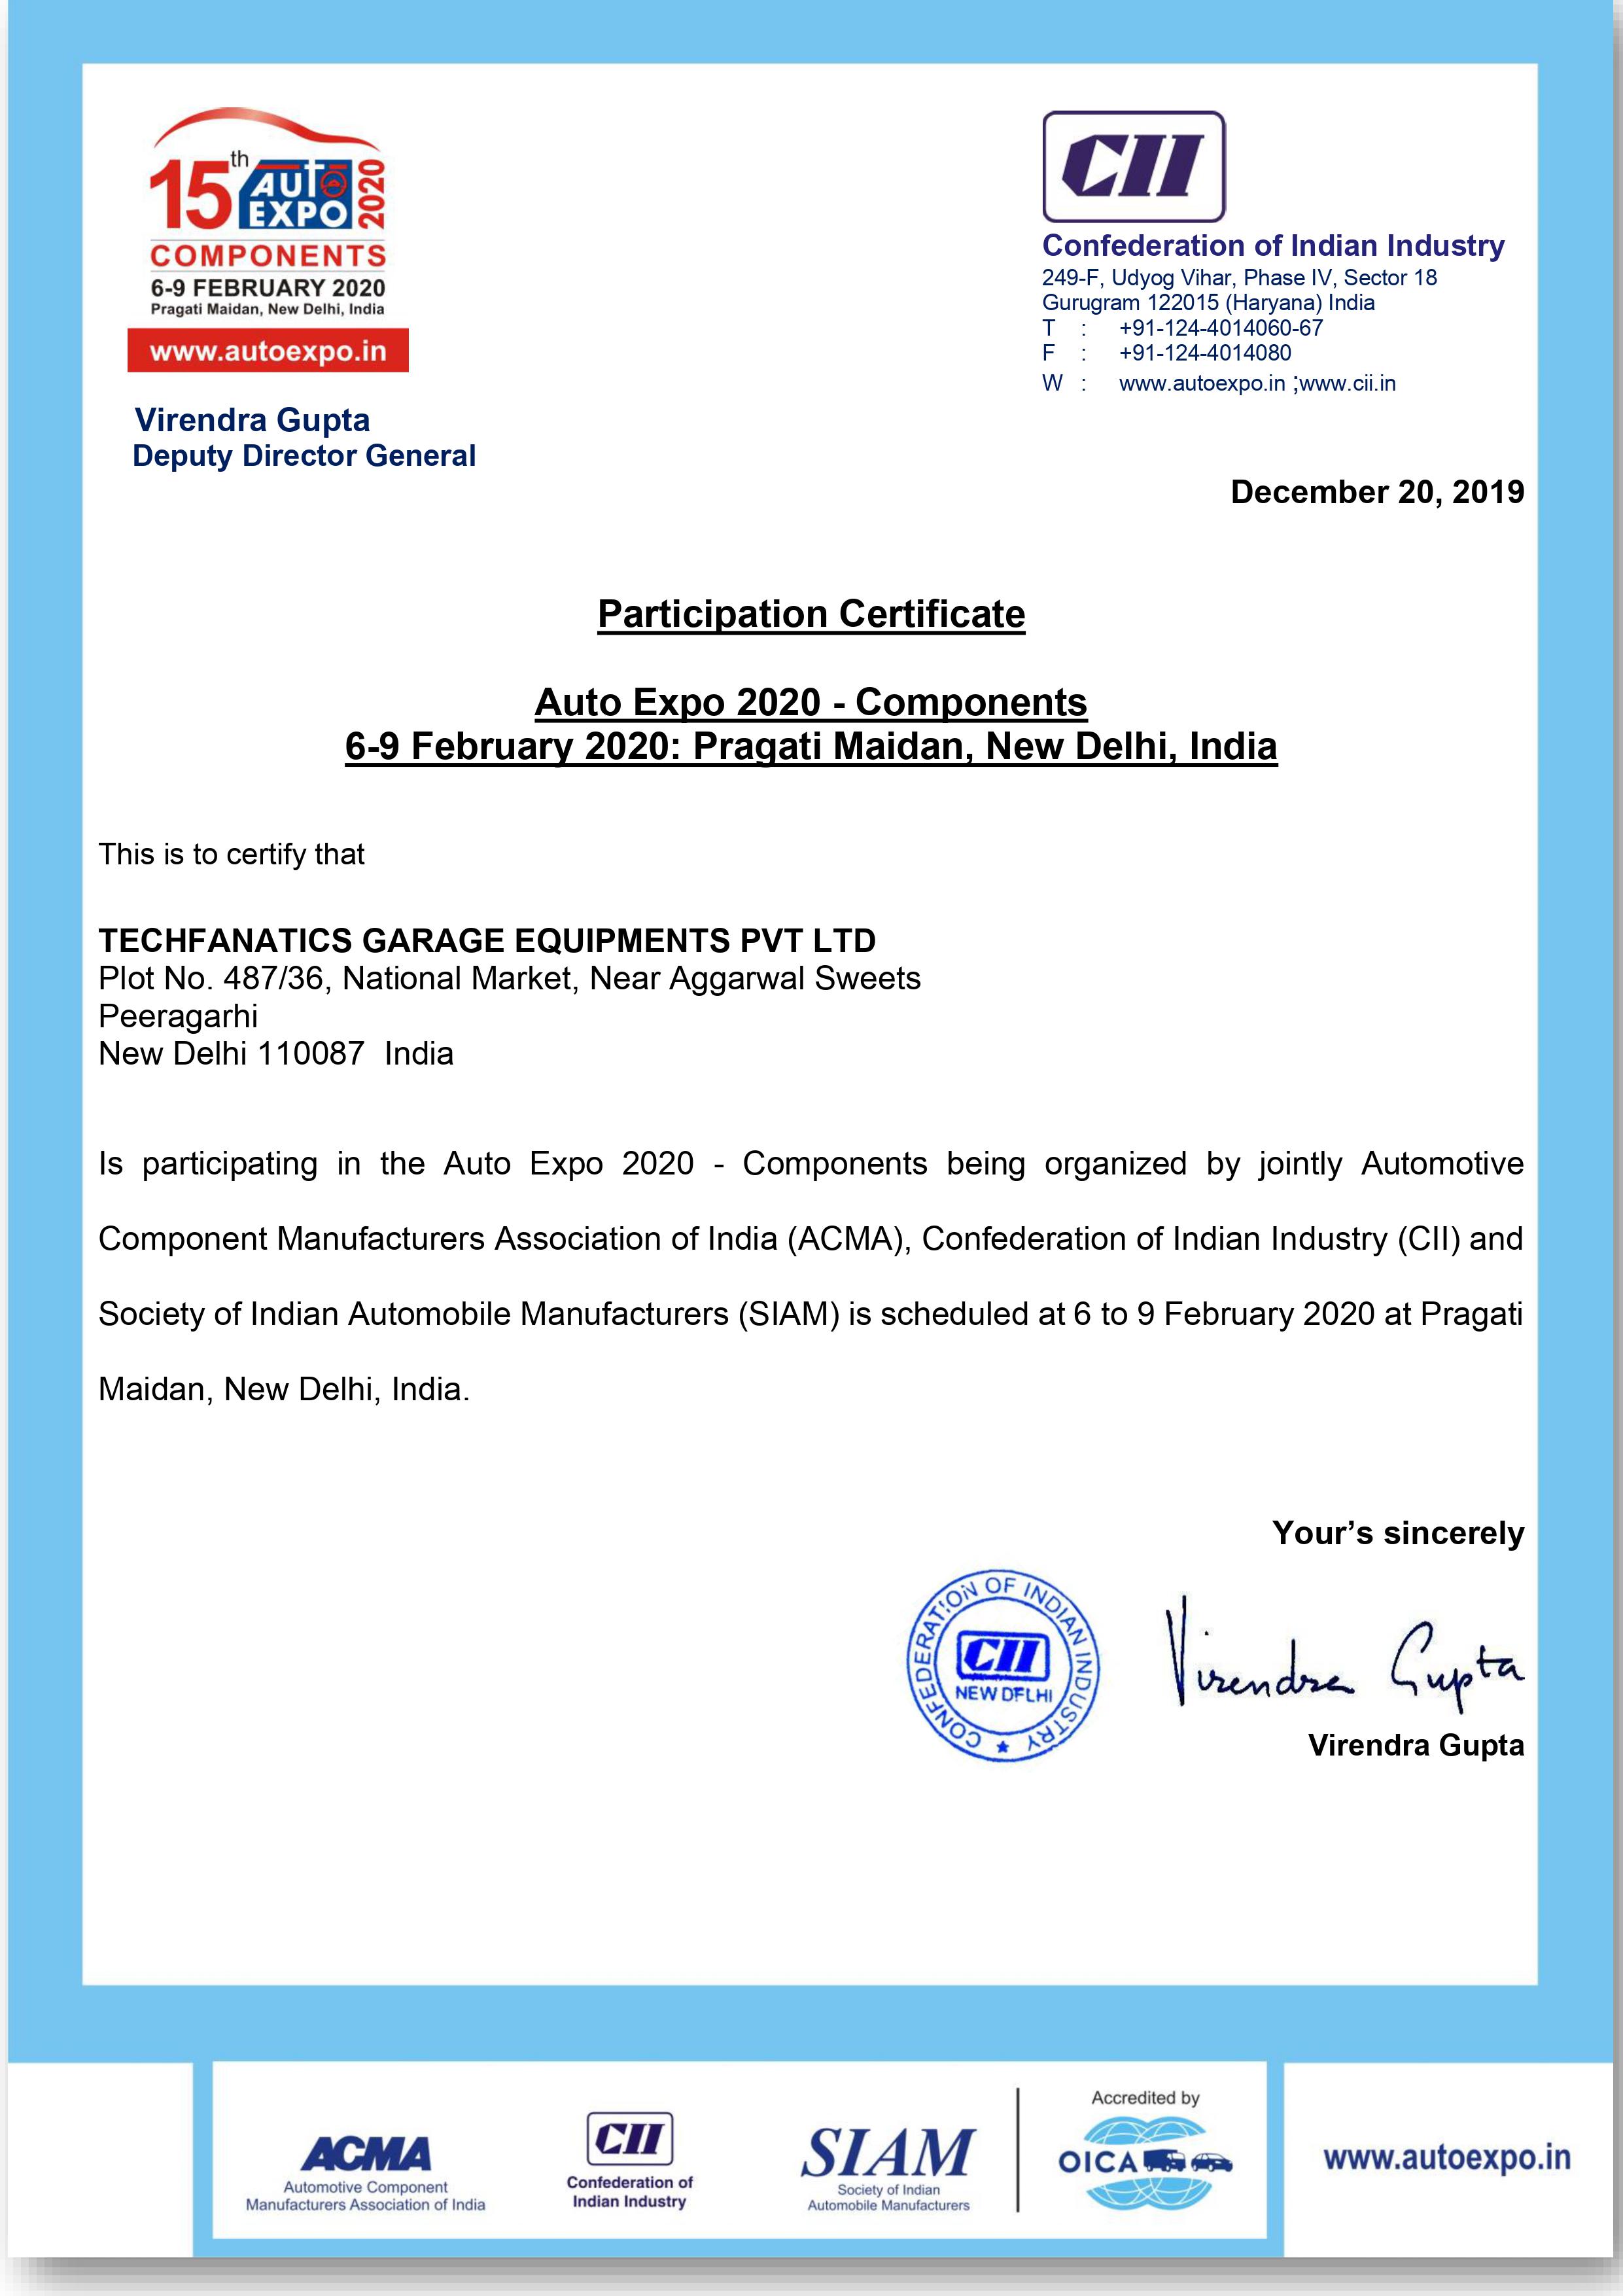 15th AUTO EXPO 2020
COMPONENTS
6-9 FEBRUARY 2020
Pragati Maidan, New Delhi, India
www.autoexpo.in
Virendra Gupta
Deputy Director General
CII
Confederation of Indian Industry
249-F, Udyog Vihar, Phase IV, Sector 18
Gurugram 122015 (Haryana) India
T : +91-124-4014060-67
F : +91-124-4014080
W : www.autoexpo.in ;www.cii.in
December 20, 2019
Participation Certificate
Auto Expo 2020 - Components
6-9 February 2020: Pragati Maidan, New Delhi, India
This is to certify that
TECHFANATICS GARAGE EQUIPMENTS PVT LTD
Plot No. 487/36, National Market, Near Aggarwal Sweets
Peeragarhi
New Delhi 110087 India
Is participating in the Auto Expo 2020 - Components being organized by jointly Automotive
Component Manufacturers Association of India (ACMA), Confederation of Indian Industry (CII) and
Society of Indian Automobile Manufacturers (SIAM) is scheduled at 6 to 9 February 2020 at Pragati
Maidan, New Delhi, India.
Your's sincerely
CONFEDERATION OF INDIAN INDUSTRY
CII
NEW DELHI
Virendra Gupta
Virendra Gupta
ACMA
Automotive Component
Manufacturers Association of India
CII
Confederation of
Indian Industry
SIAM
Society of Indian
Automobile Manufacturers
Accredited by
OICA
www.autoexpo.in